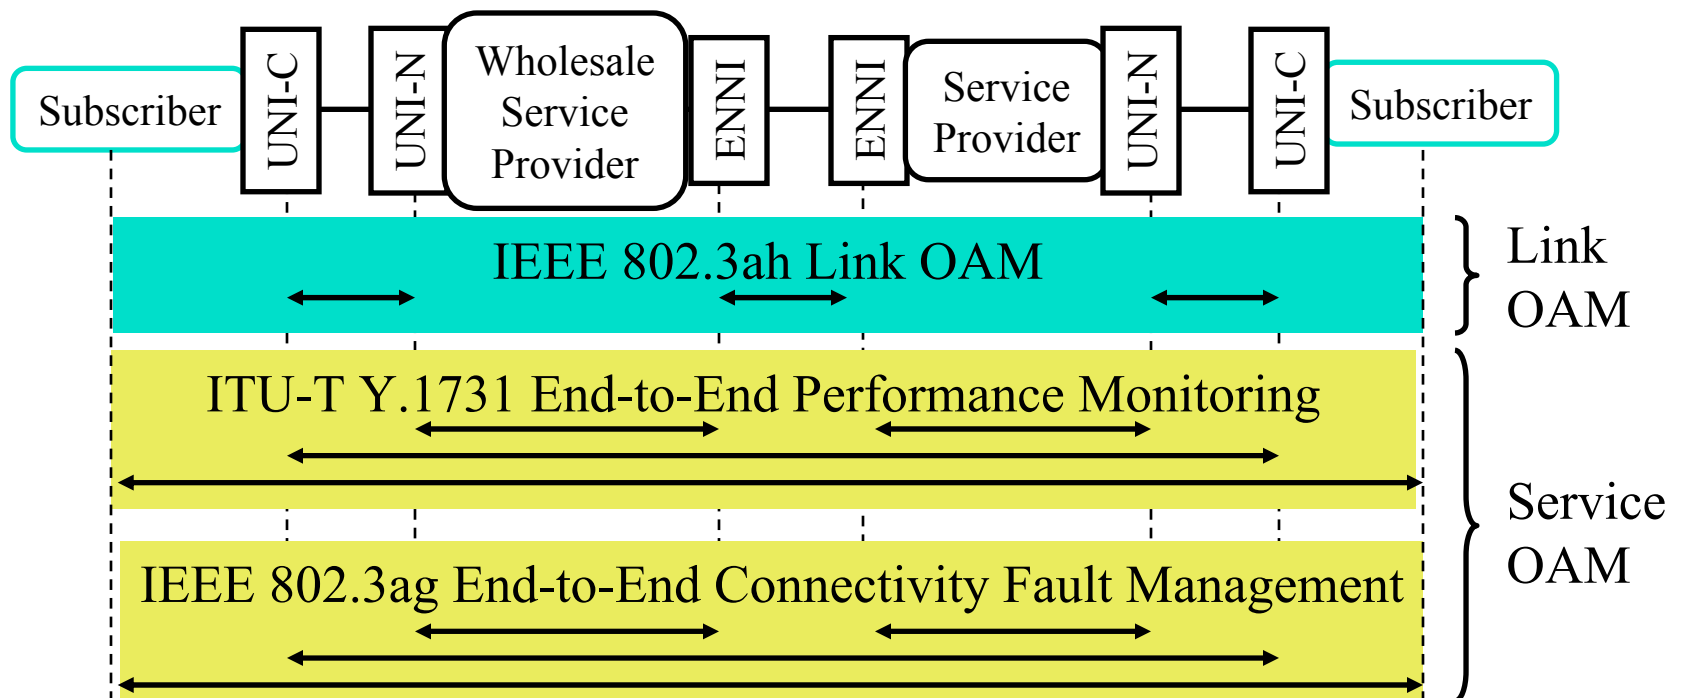 Subscriber
UNI-C
UNI-N
Wholesale
Service
Provider
ENNI
ENNI
Service
Provider
UNI-N
UNI-C
Subscriber
IEEE 802.3ah Link OAM
Link
OAM
ITU-T Y.1731 End-to-End Performance Monitoring
IEEE 802.3ag End-to-End Connectivity Fault Management
Service
OAM